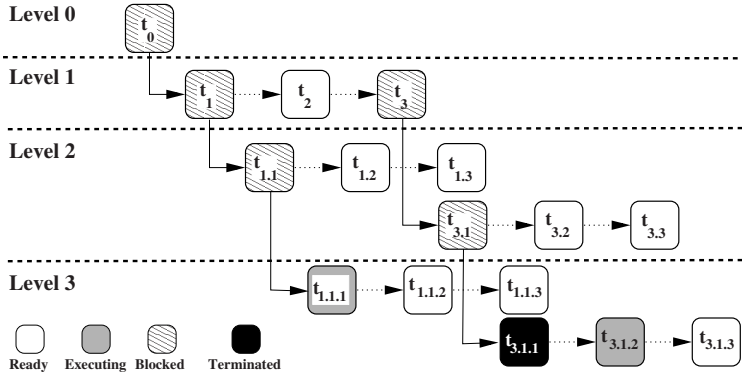 Level 0
t0
Level 1
t1 t2 t3
Level 2
t1.1 t1.2 t1.3
t3.1 t3.2 t3.3
Level 3
t1.1.1 t1.1.2 t1.1.3
t3.1.1 t3.1.2 t3.1.3
Ready Executing Blocked Terminated